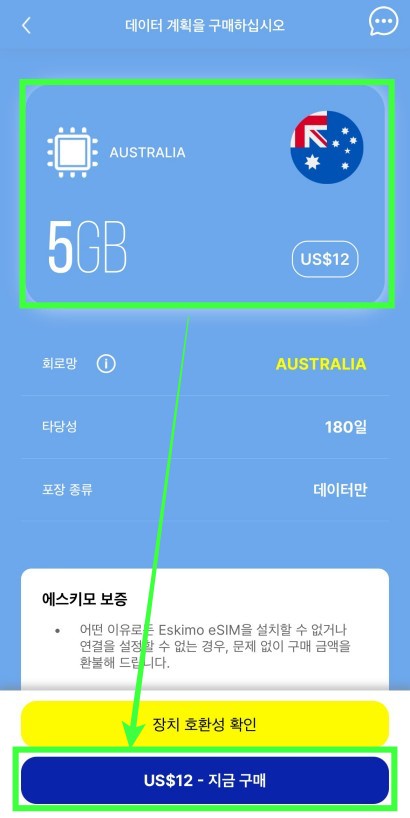 데이터 계획을 구매하십시오
AUSTRALIA
5GB
US$12
회로망 AUSTRALIA
타당성 180일
포장 종류 데이터만
에스키모 보증
• 어떤 이유로든 Eskimo eSIM을 설치할 수 없거나
연결을 설정할 수 없는 경우, 문제 없이 구매 금액을
환불해 드립니다.
장치 호환성 확인
US$12 - 지금 구매